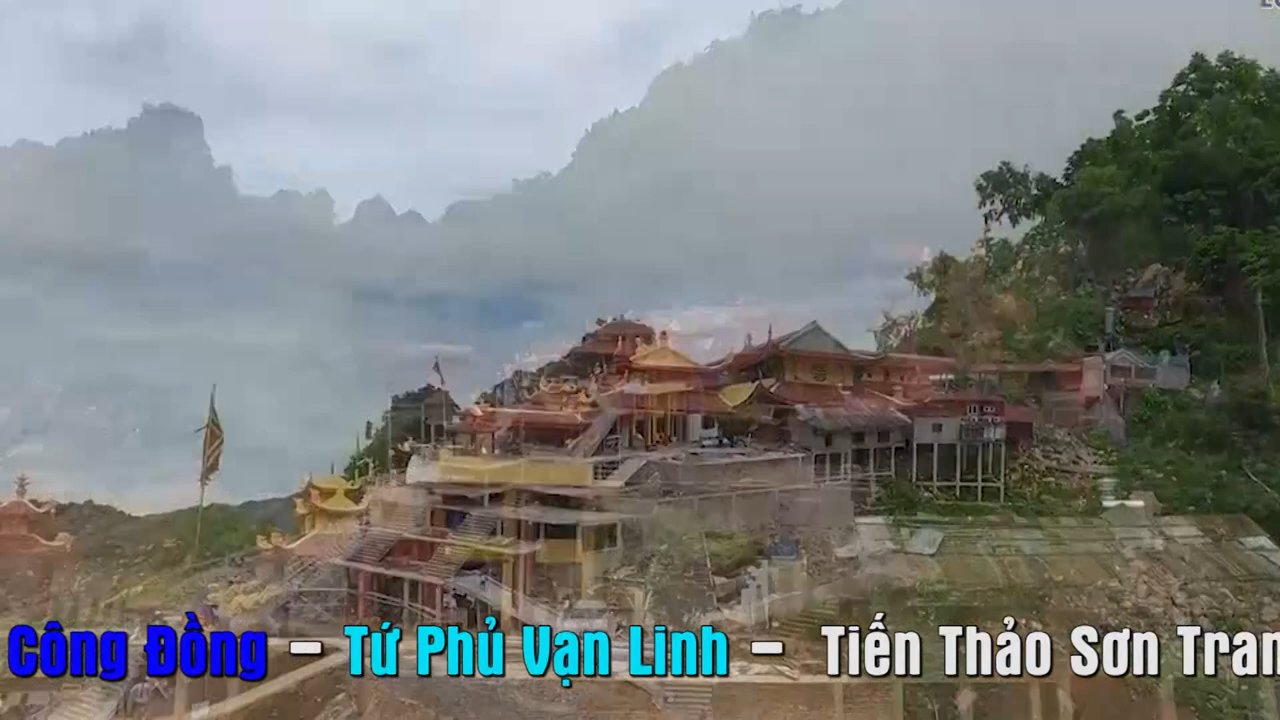 Công Đồng - Tứ Phủ Vạn Linh - Tiến Thảo Sơn Tran